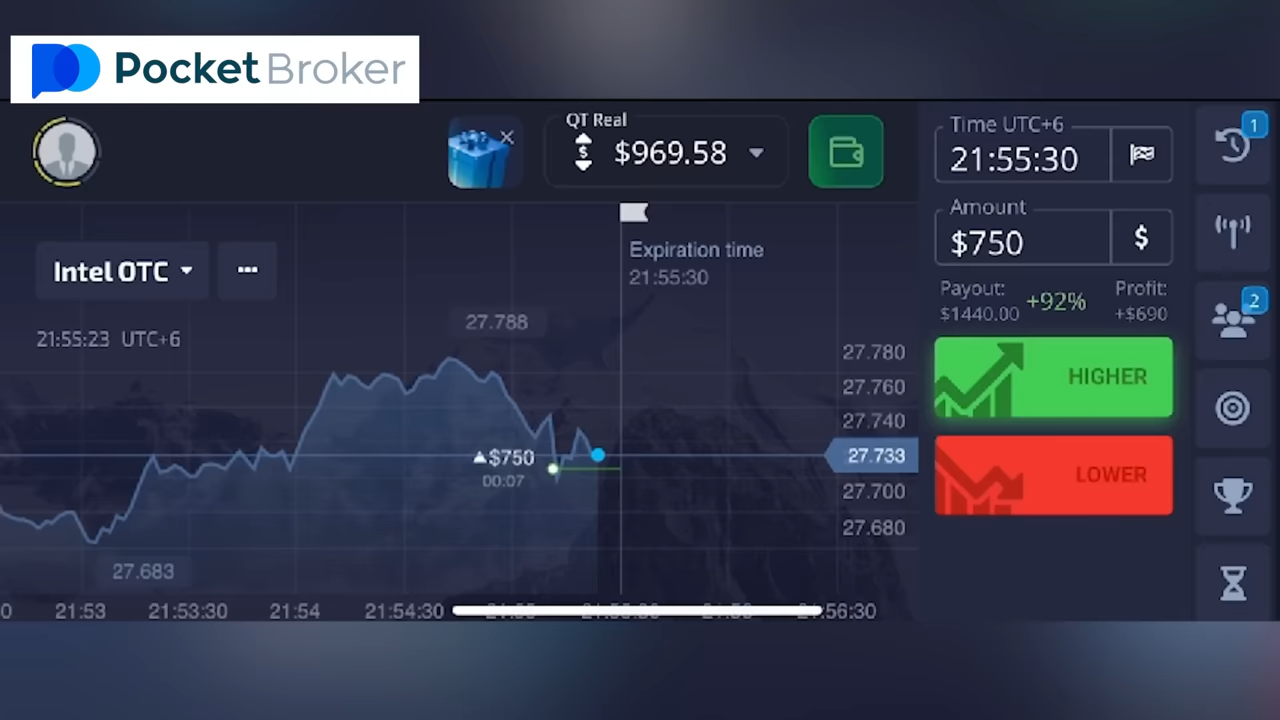 PocketBroker
QT Real
$
$969.58
Time UTC+6
21:55:30
1
Amount
$750
$
Expiration time
21:55:30
Intel OTC
21:55:23 UTC+6
Payout:
$1440.00
+92%
Profit:
+$690
2
27.788
27.780
27.760
27.740
27.733
27.700
27.680
HIGHER
LOWER
$750
00:07
27.683
0
21:53
21:53:30
21:54
21:54:30
:56:30